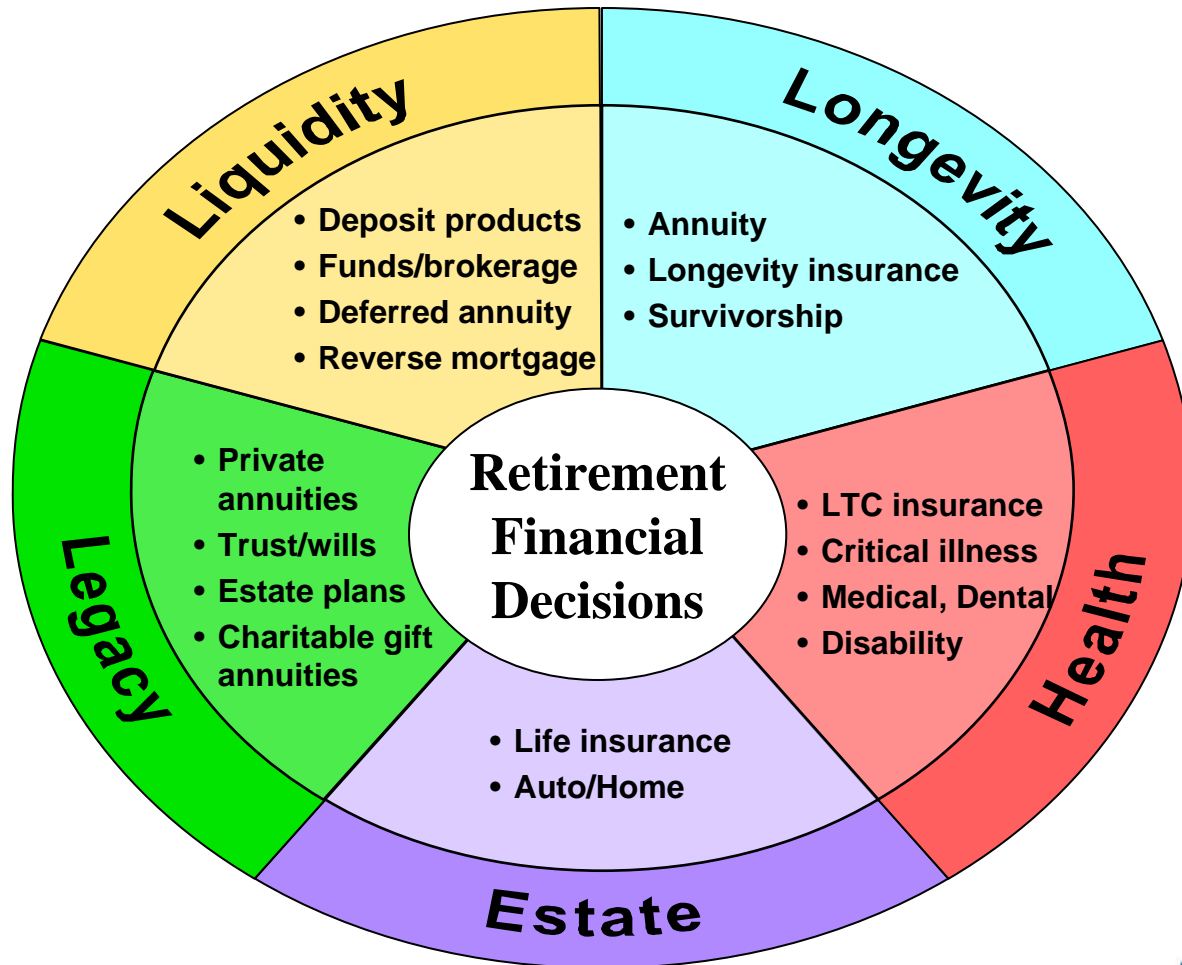 Liquidity
• Deposit products
• Funds/brokerage
• Deferred annuity
• Reverse mortgage
Longevity
• Annuity
• Longevity insurance
• Survivorship
Health
• LTC insurance
• Critical illness
• Medical, Dental
• Disability
Estate
• Life insurance
• Auto/Home
Legacy
• Private
annuities
• Trust/wills
• Estate plans
• Charitable gift
annuities
Retirement
Financial
Decisions